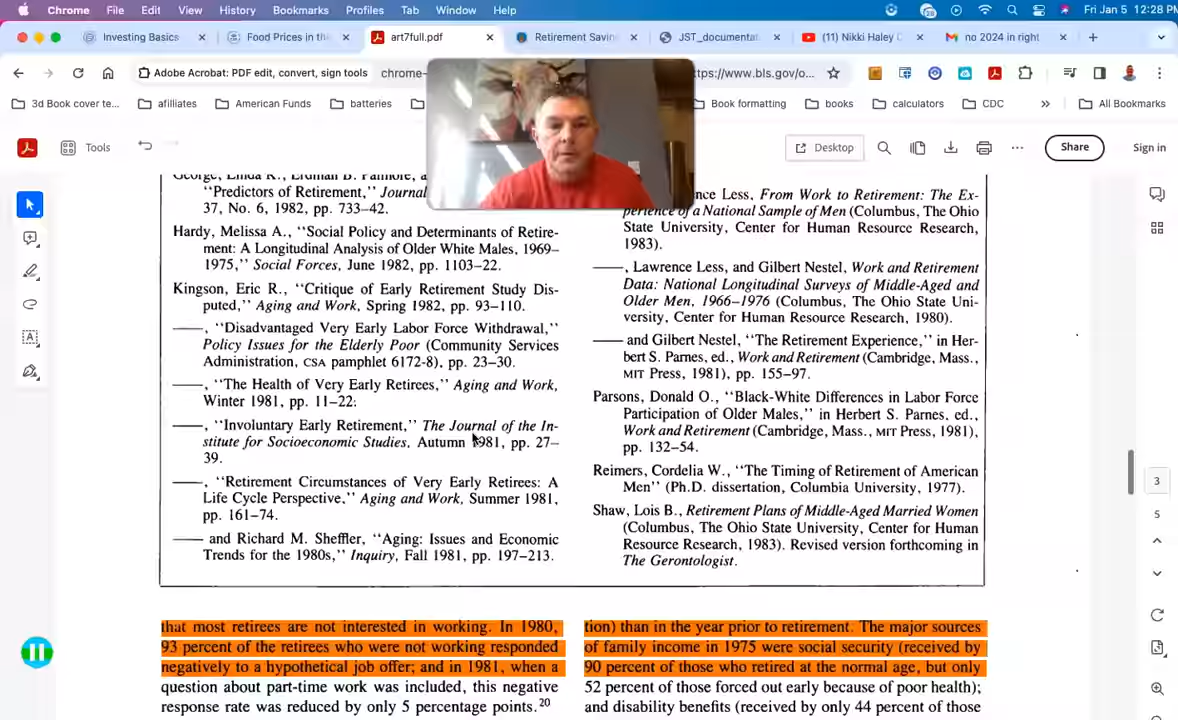 Chrome File Edit View History Bookmarks Profiles Tab Window Help Fri Jan 5 12:28 PM
Investing Basics Food Prices in the art7full.pdf Retirement Savin JST_documentat (11) Nikki Haley no 2024 in right
Adobe Acrobat: PDF edit, convert, sign tools chrome- ttps://www.bls.gov/o...
3d Book cover te... afilliates American Funds batteries Book formatting books calculators CDC All Bookmarks
Tools Desktop Share Sign in
George, Linda K., Erdman B. Palmore,
"Predictors of Retirement," Journal
37, No. 6, 1982, pp. 733–42.
Hardy, Melissa A., "Social Policy and Determinants of Retire-
ment: A Longitudinal Analysis of Older White Males, 1969–
1975," Social Forces, June 1982, pp. 1103–22.
Kingson, Eric R., "Critique of Early Retirement Study Dis-
puted," Aging and Work, Spring 1982, pp. 93–110.
——, "Disadvantaged Very Early Labor Force Withdrawal,"
Policy Issues for the Elderly Poor (Community Services
Administration, CSA pamphlet 6172-8), pp. 23–30.
——, "The Health of Very Early Retirees," Aging and Work,
Winter 1981, pp. 11–22:
——, "Involuntary Early Retirement," The Journal of the In-
stitute for Socioeconomic Studies, Autumn 1981, pp. 27–
39.
——, "Retirement Circumstances of Very Early Retirees: A
Life Cycle Perspective," Aging and Work, Summer 1981,
pp. 161–74.
—— and Richard M. Sheffler, "Aging: Issues and Economic
Trends for the 1980s," Inquiry, Fall 1981, pp. 197–213.
nce Less, From Work to Retirement: The Ex-
perience of a National Sample of Men (Columbus, The Ohio
State University, Center for Human Resource Research,
1983).
——, Lawrence Less, and Gilbert Nestel, Work and Retirement
Data: National Longitudinal Surveys of Middle-Aged and
Older Men, 1966–1976 (Columbus, The Ohio State Uni-
versity, Center for Human Resource Research, 1980).
—— and Gilbert Nestel, "The Retirement Experience," in Her-
bert S. Parnes, ed., Work and Retirement (Cambridge, Mass.,
MIT Press, 1981), pp. 155–97.
Parsons, Donald O., "Black-White Differences in Labor Force
Participation of Older Males," in Herbert S. Parnes, ed.,
Work and Retirement (Cambridge, Mass., MIT Press, 1981),
pp. 132–54.
Reimers, Cordelia W., "The Timing of Retirement of American
Men" (Ph.D. dissertation, Columbia University, 1977).
Shaw, Lois B., Retirement Plans of Middle-Aged Married Women
(Columbus, The Ohio State University, Center for Human
Resource Research, 1983). Revised version forthcoming in
The Gerontologist.
that most retirees are not interested in working. In 1980,
93 percent of the retirees who were not working responded
negatively to a hypothetical job offer; and in 1981, when a
question about part-time work was included, this negative
response rate was reduced by only 5 percentage points.20
tion) than in the year prior to retirement. The major sources
of family income in 1975 were social security (received by
90 percent of those who retired at the normal age, but only
52 percent of those forced out early because of poor health);
and disability benefits (received by only 44 percent of those
3
5